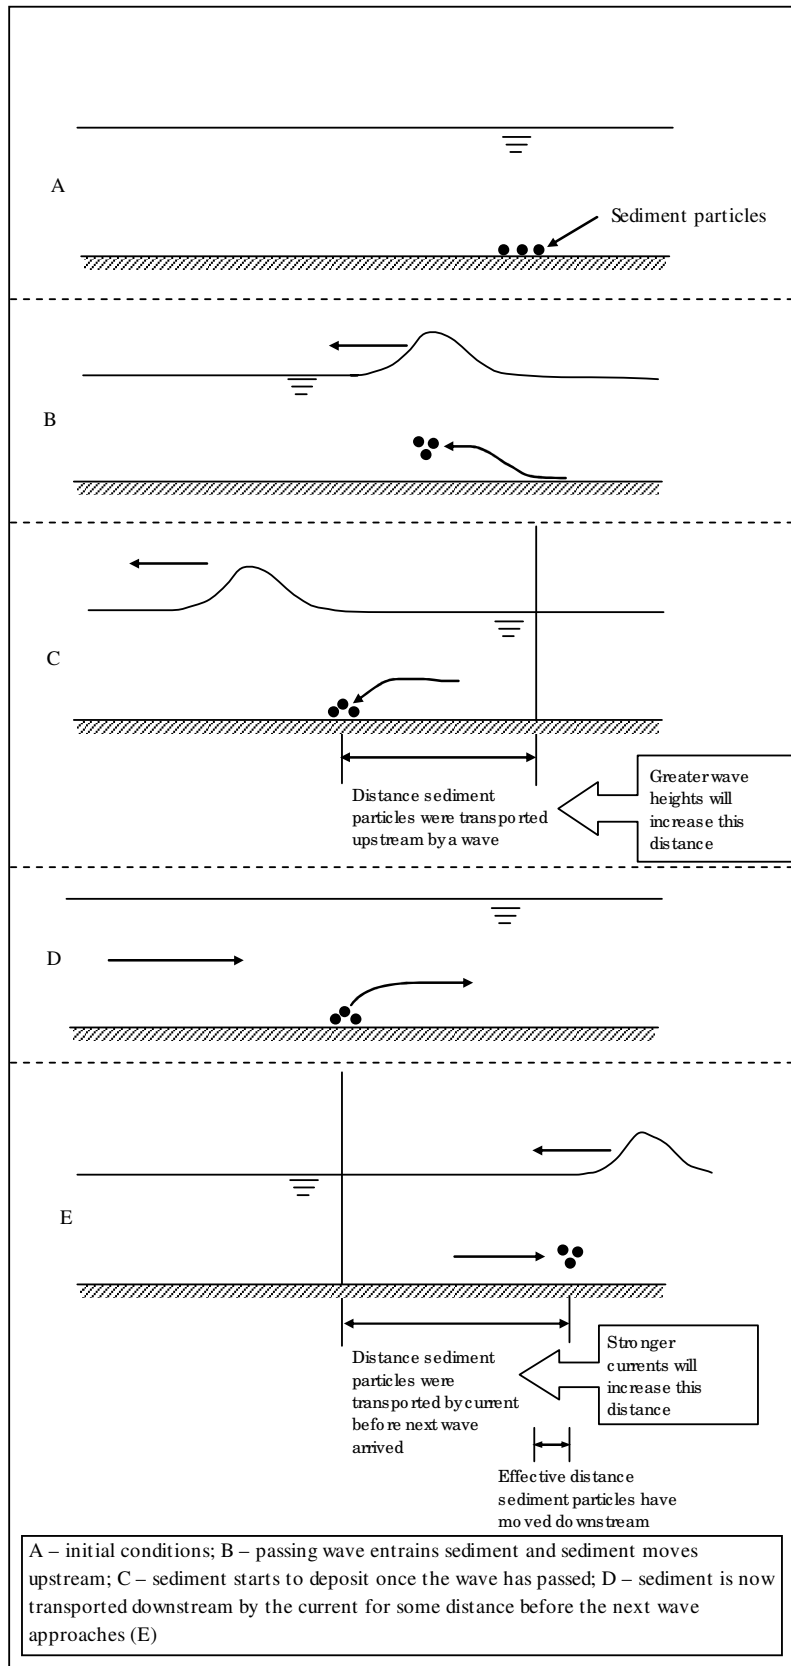 A
Sediment particles
B
C
Distance sediment
particles were transported
upstream by a wave
Greater wave
heights will
increase this
distance
D
E
Distance sediment
particles were
transported by current
before next wave
arrived
Stronger
currents will
increase this
distance
Effective distance
sediment particles have
moved downstream
A – initial conditions; B – passing wave entrains sediment and sediment moves
upstream; C – sediment starts to deposit once the wave has passed; D – sediment is now
transported downstream by the current for some distance before the next wave
approaches (E)